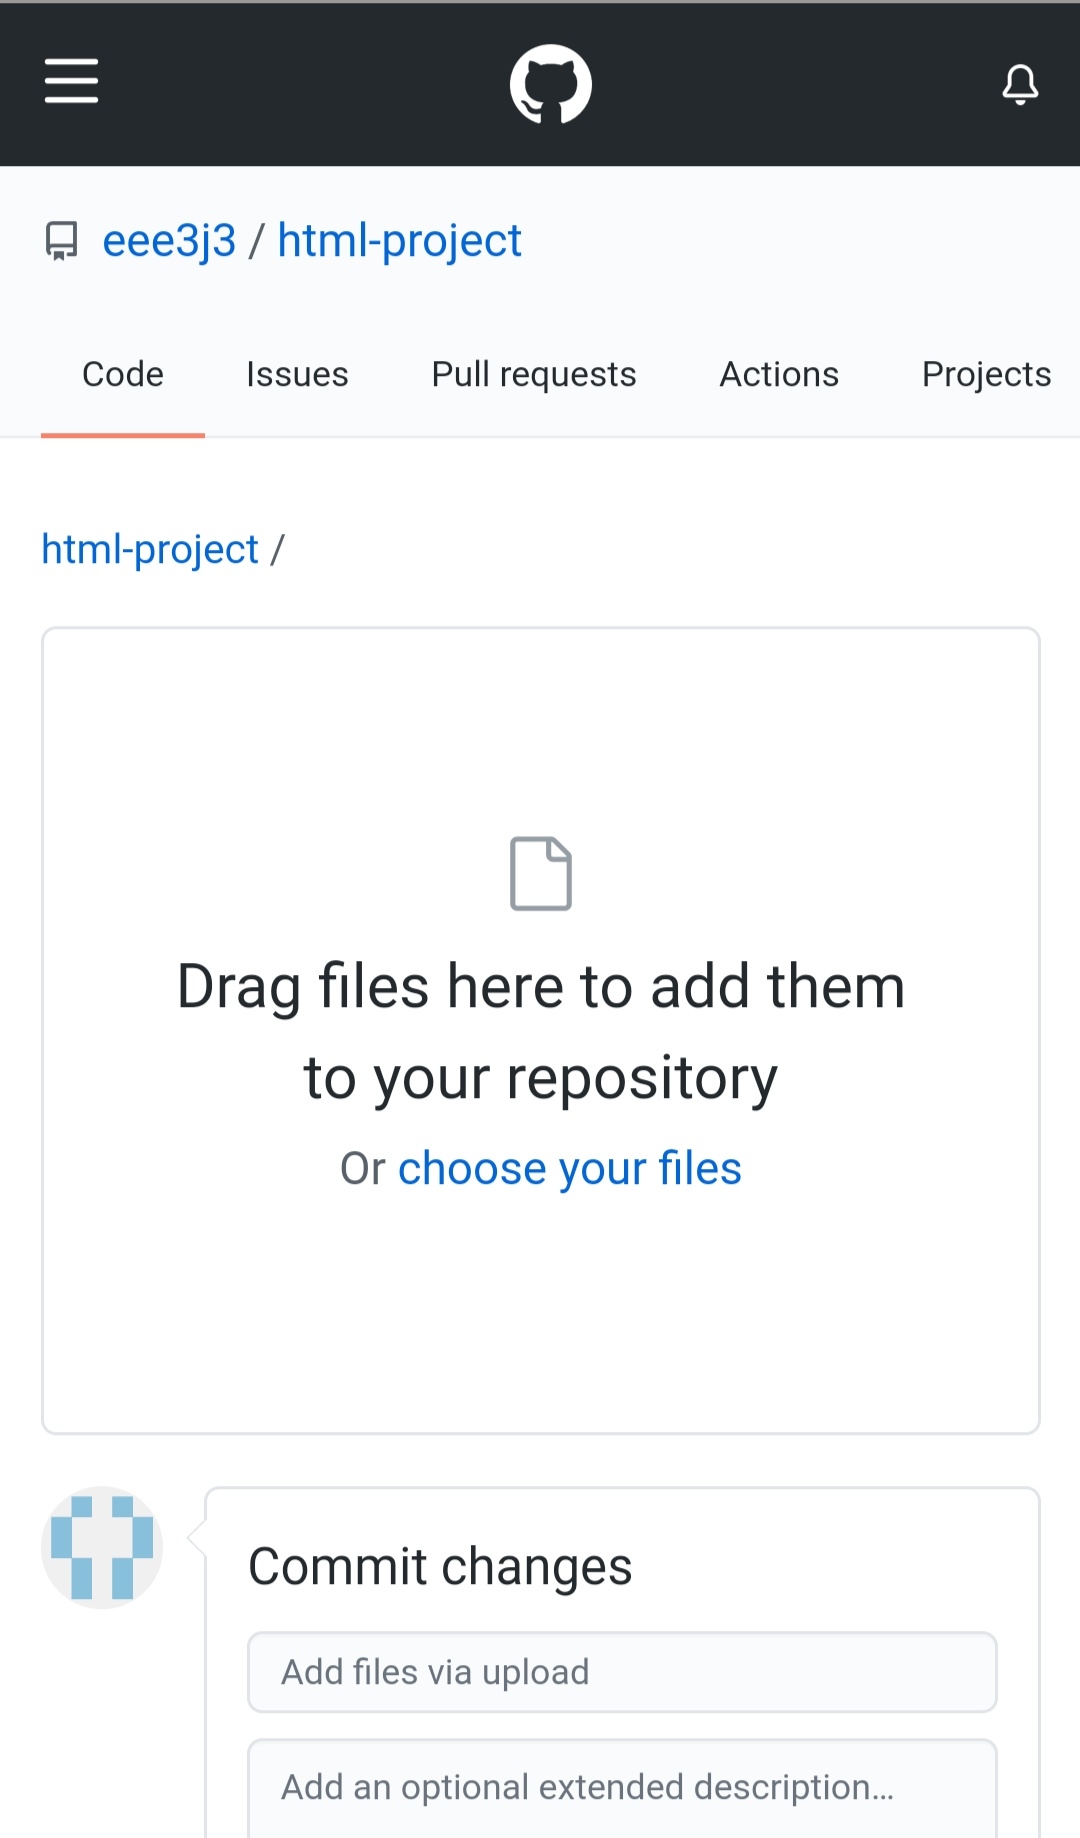 eee3j3 / html-project
Code Issues Pull requests Actions Projects
html-project /
Drag files here to add them
to your repository
Or choose your files
Commit changes
Add files via upload
Add an optional extended description...